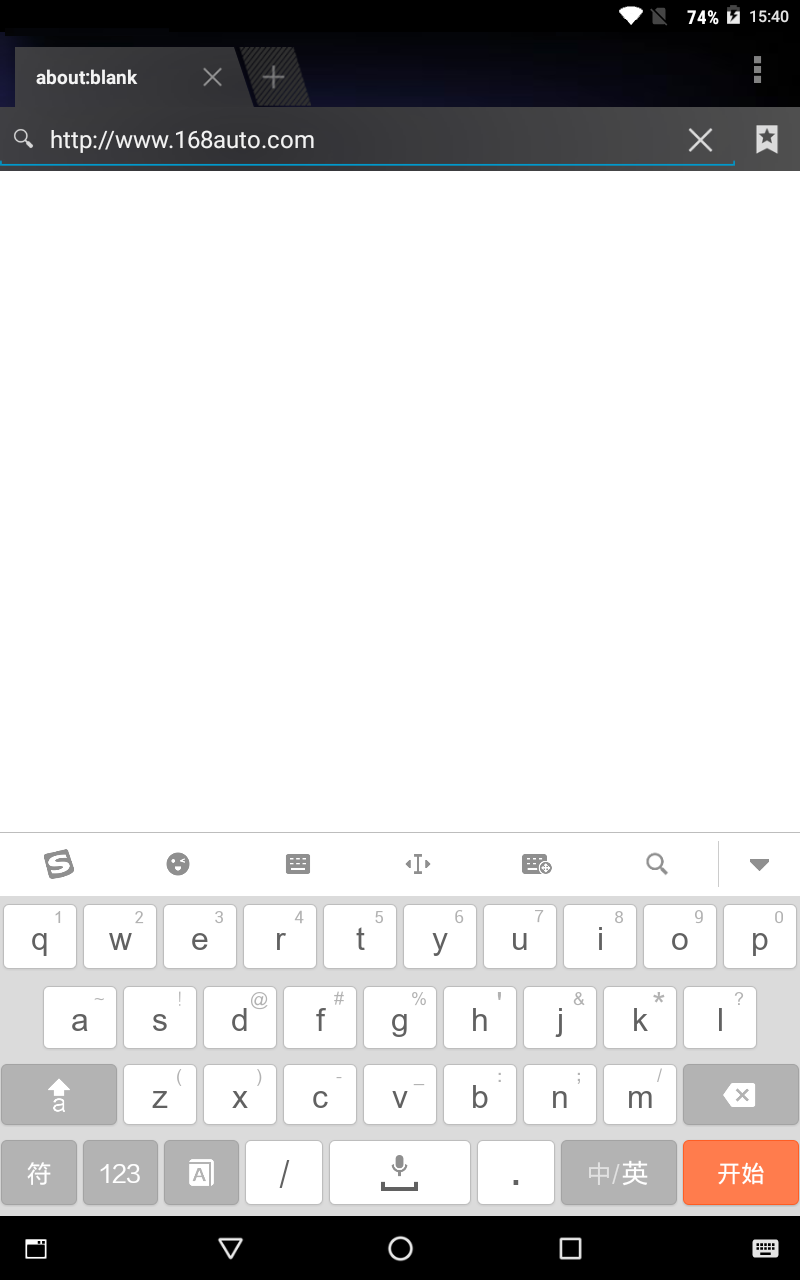 74% 15:40
about:blank
http://www.168auto.com
1 2 3 4 5 6 7 8 9 0
q w e r t y u i o p
~ ! @ # % ' & * ?
a s d f g h j k l
( ) - _ : ; /
a z x c v b n m
符 123 A / . 中/英 开始